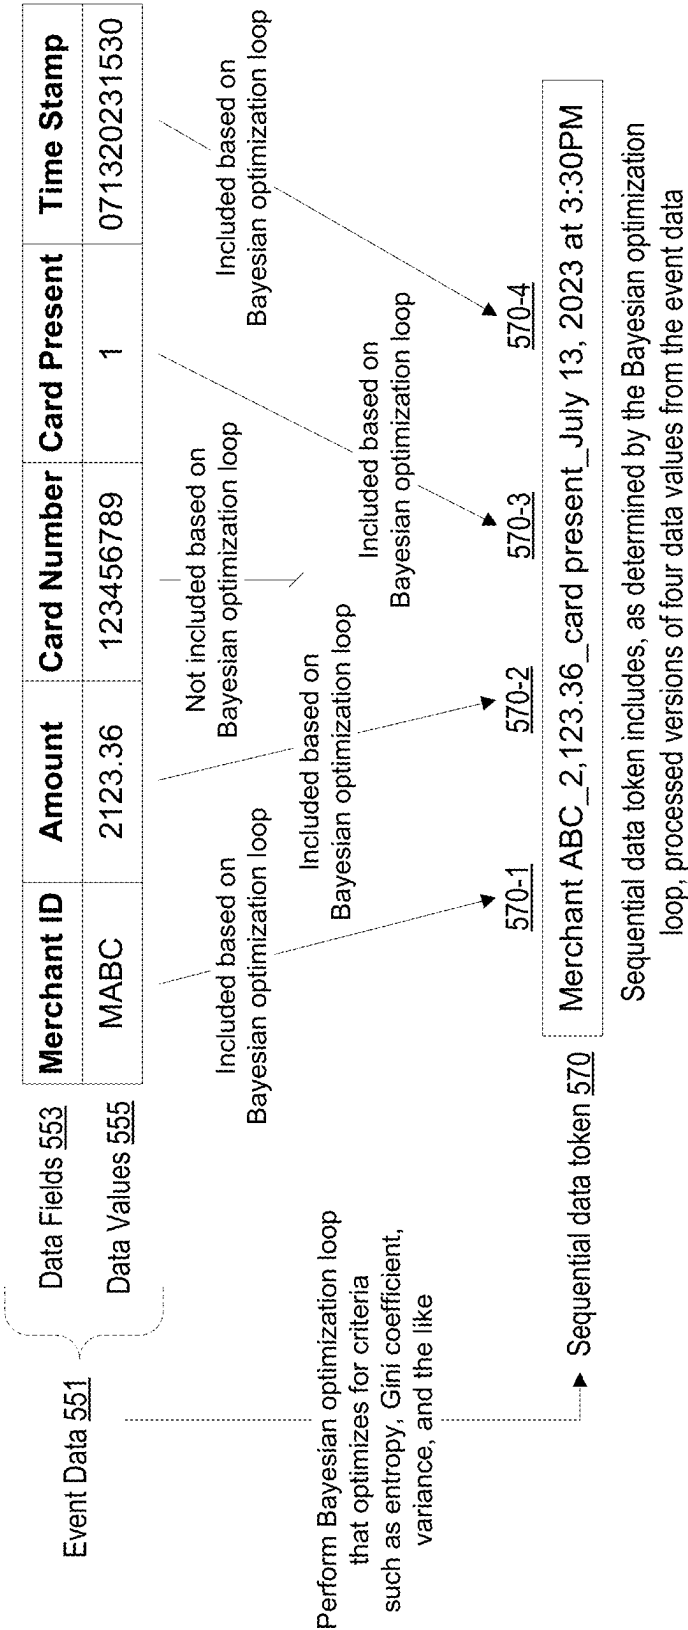 Event Data 551
Data Fields 553
Data Values 555
Merchant ID Amount Card Number Card Present Time Stamp
MABC 2123.36 123456789 1 071320231530
Included based on
Bayesian optimization loop
Included based on
Bayesian optimization loop
Not included based on
Bayesian optimization loop
Included based on
Bayesian optimization loop
Included based on
Bayesian optimization loop
Perform Bayesian optimization loop
that optimizes for criteria
such as entropy, Gini coefficient,
variance, and the like
570-1 570-2 570-3 570-4
Sequential data token 570
Merchant ABC_2,123.36_card present_July 13, 2023 at 3:30PM
Sequential data token includes, as determined by the Bayesian optimization
loop, processed versions of four data values from the event data